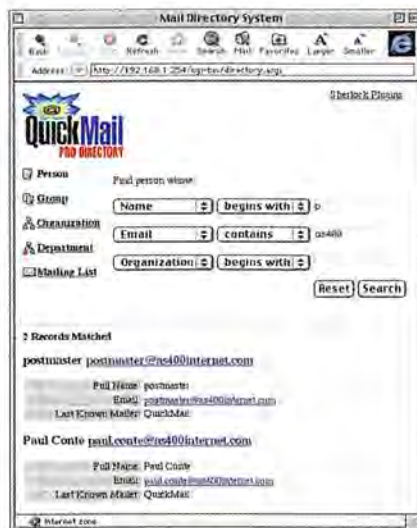 Mail Directory System
Back Refresh Search Mail Favorites Larger Smaller
Address: http://192.168.1.254/cgi-bin/directory.acgi
Sherlock Plugins
QuickMail
PRO DIRECTORY
Person
Group
Organization
Department
Mailing List
Find person whose
Name begins with p
Email contains as400
Organization begins with
Reset Search
2 Records Matched
postmaster postmaster@as400internet.com
Full Name: postmaster
Email: postmaster@as400internet.com
Last Known Mailer: QuickMail
Paul Conte paul.conte@as400internet.com
Full Name: Paul Conte
Email: paul.conte@as400internet.com
Last Known Mailer: QuickMail
Internet zone